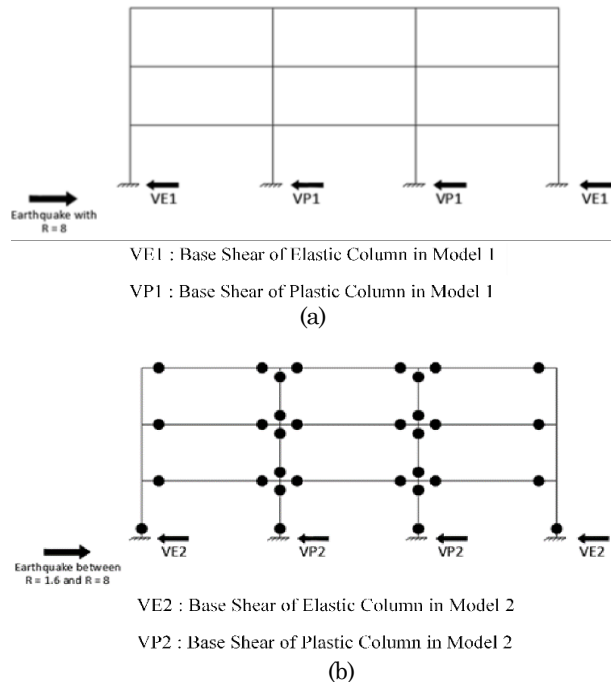 VE1 VP1 VP1 VE1
Earthquake with
R = 8
VE1 : Base Shear of Elastic Column in Model 1
VP1 : Base Shear of Plastic Column in Model 1
(a)
VE2 VP2 VP2 VE2
Earthquake between
R = 1.6 and R = 8
VE2 : Base Shear of Elastic Column in Model 2
VP2 : Base Shear of Plastic Column in Model 2
(b)